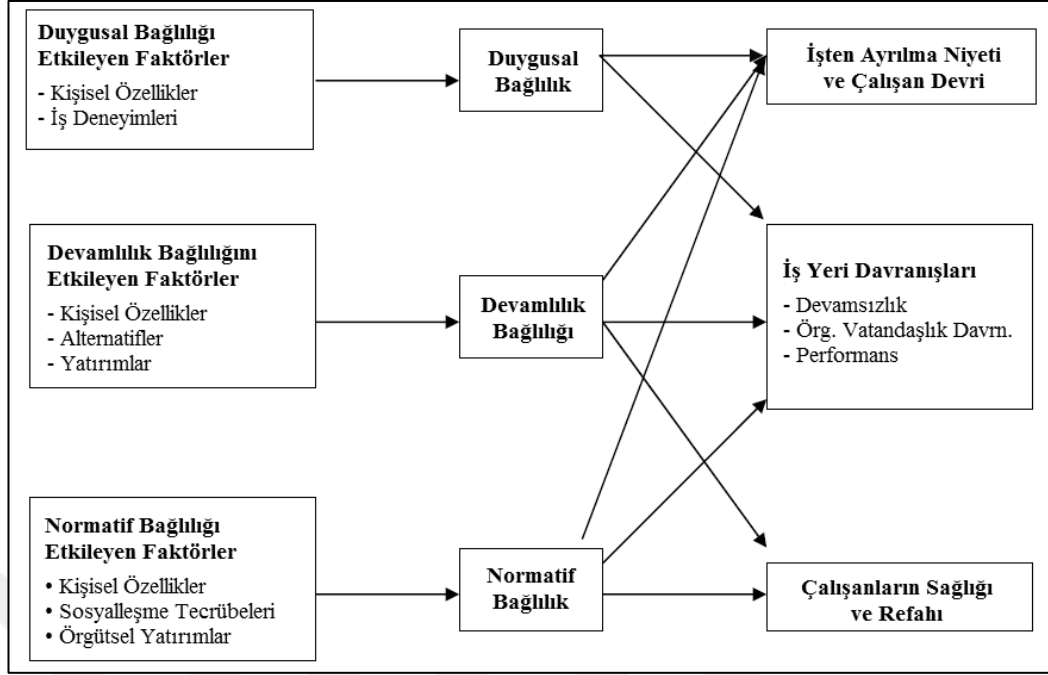 Duygusal Bağlılığı
Etkileyen Faktörler
- Kişisel Özellikler
- İş Deneyimleri
Duygusal
Bağlılık
İşten Ayrılma Niyeti
ve Çalışan Devri
Devamlılık Bağlılığını
Etkileyen Faktörler
- Kişisel Özellikler
- Alternatifler
- Yatırımlar
Devamlılık
Bağlılığı
İş Yeri Davranışları
- Devamsızlık
- Örg. Vatandaşlık Davrn.
- Performans
Normatif Bağlılığı
Etkileyen Faktörler
• Kişisel Özellikler
• Sosyalleşme Tecrübeleri
• Örgütsel Yatırımlar
Normatif
Bağlılık
Çalışanların Sağlığı
ve Refahı